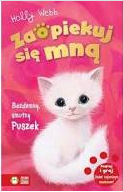 Holly Webb
Zaopiekuj
się mną
Bezdomny,
smutny
Puszek